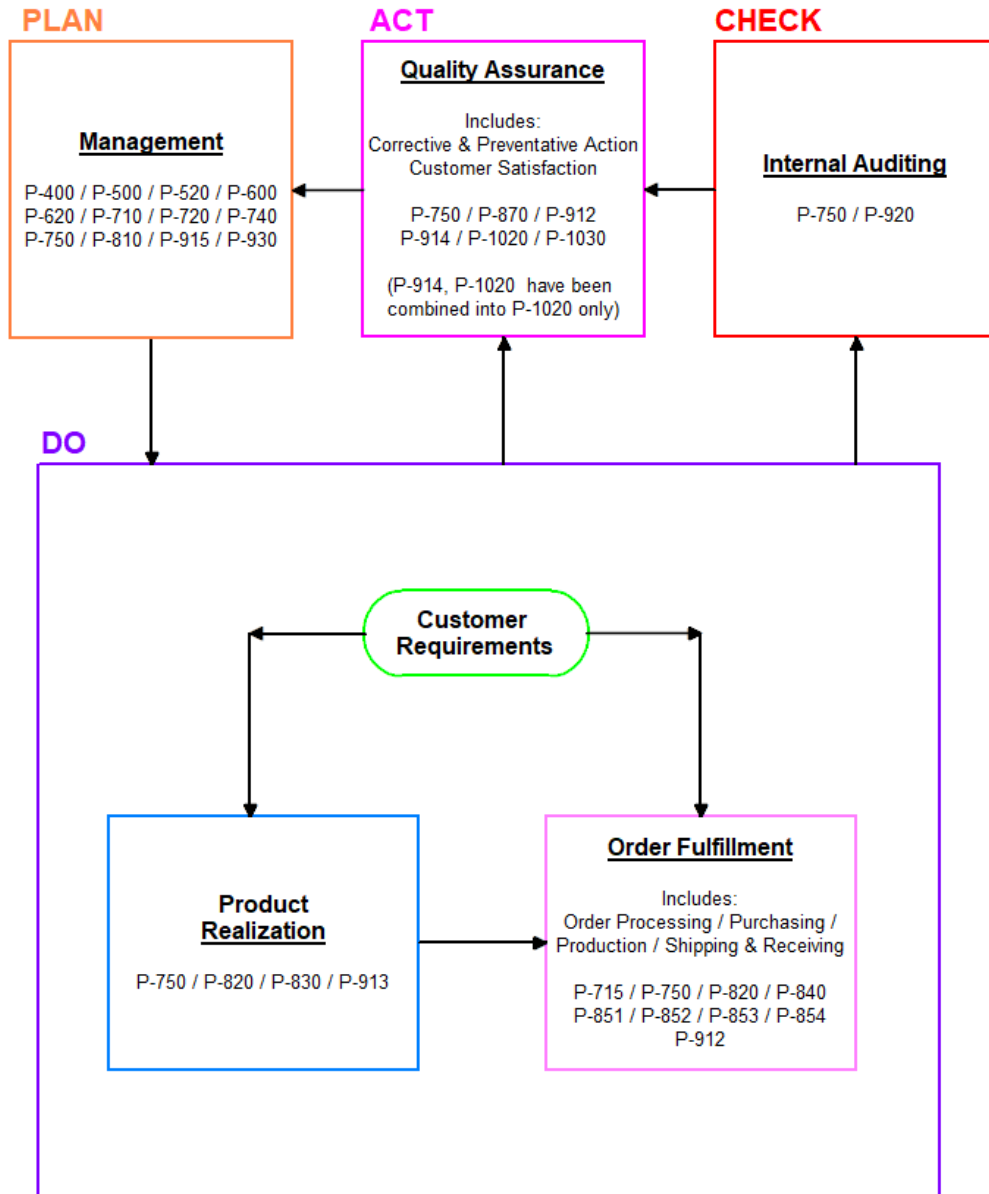 PLAN
Management
P-400 / P-500 / P-520 / P-600
P-620 / P-710 / P-720 / P-740
P-750 / P-810 / P-915 / P-930
ACT
Quality Assurance
Includes:
Corrective & Preventative Action
Customer Satisfaction
P-750 / P-870 / P-912
P-914 / P-1020 / P-1030
(P-914, P-1020 have been
combined into P-1020 only)
CHECK
Internal Auditing
P-750 / P-920
DO
Customer
Requirements
Product
Realization
P-750 / P-820 / P-830 / P-913
Order Fulfillment
Includes:
Order Processing / Purchasing /
Production / Shipping & Receiving
P-715 / P-750 / P-820 / P-840
P-851 / P-852 / P-853 / P-854
P-912